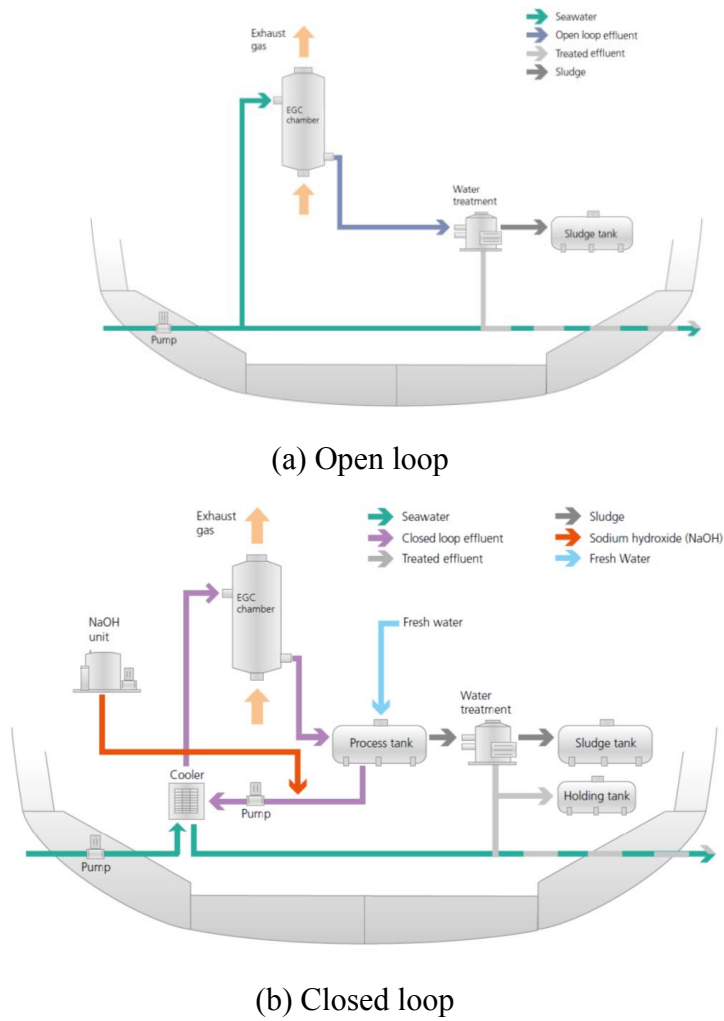 Exhaust
gas
EGC
chamber
Seawater
Open loop effluent
Treated effluent
Sludge
Water
treatment
Sludge tank
Pump
(a) Open loop
Exhaust
gas
EGC
chamber
Seawater
Closed loop effluent
Treated effluent
Sludge
Sodium hydroxide (NaOH)
Fresh Water
NaOH
unit
Fresh water
Water
treatment
Process tank
Sludge tank
Cooler
Holding tank
Pump
Pump
(b) Closed loop